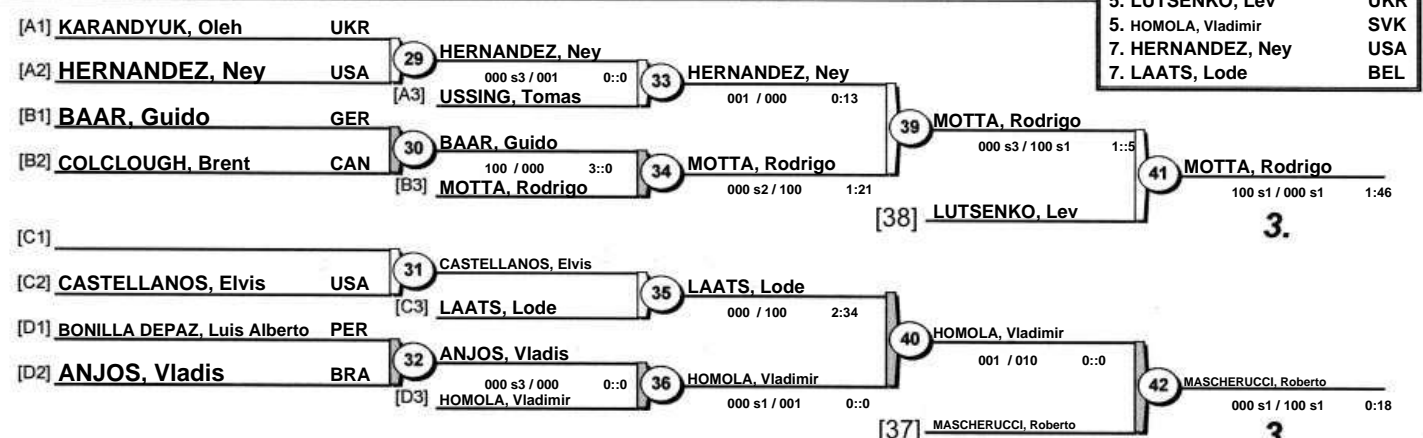 5. LUTSENKO, Lev UKR
5. HOMOLA, Vladimir SVK
7. HERNANDEZ, Ney USA
7. LAATS, Lode BEL
[A1] KARANDYUK, Oleh UKR
29 HERNANDEZ, Ney
[A2] HERNANDEZ, Ney USA
000 s3 / 001 0::0
33 HERNANDEZ, Ney
[A3] USSING, Tomas
001 / 000 0:13
[B1] BAAR, Guido GER
39 MOTTA, Rodrigo
30 BAAR, Guido
000 s3 / 100 s1 1::5
[B2] COLCLOUGH, Brent CAN
100 / 000 3::0
34 MOTTA, Rodrigo
41 MOTTA, Rodrigo
[B3] MOTTA, Rodrigo
000 s2 / 100 1:21
100 s1 / 000 s1 1:46
[38] LUTSENKO, Lev
3.
[C1]
31 CASTELLANOS, Elvis
[C2] CASTELLANOS, Elvis USA
35 LAATS, Lode
[C3] LAATS, Lode
000 / 100 2:34
[D1] BONILLA DEPAZ, Luis Alberto PER
40 HOMOLA, Vladimir
32 ANJOS, Vladis
001 / 010 0::0
[D2] ANJOS, Vladis BRA
000 s3 / 000 0::0
36 HOMOLA, Vladimir
42 MASCHERUCCI, Roberto
[D3] HOMOLA, Vladimir
000 s1 / 001 0::0
000 s1 / 100 s1 0:18
[37] MASCHERUCCI, Roberto
3